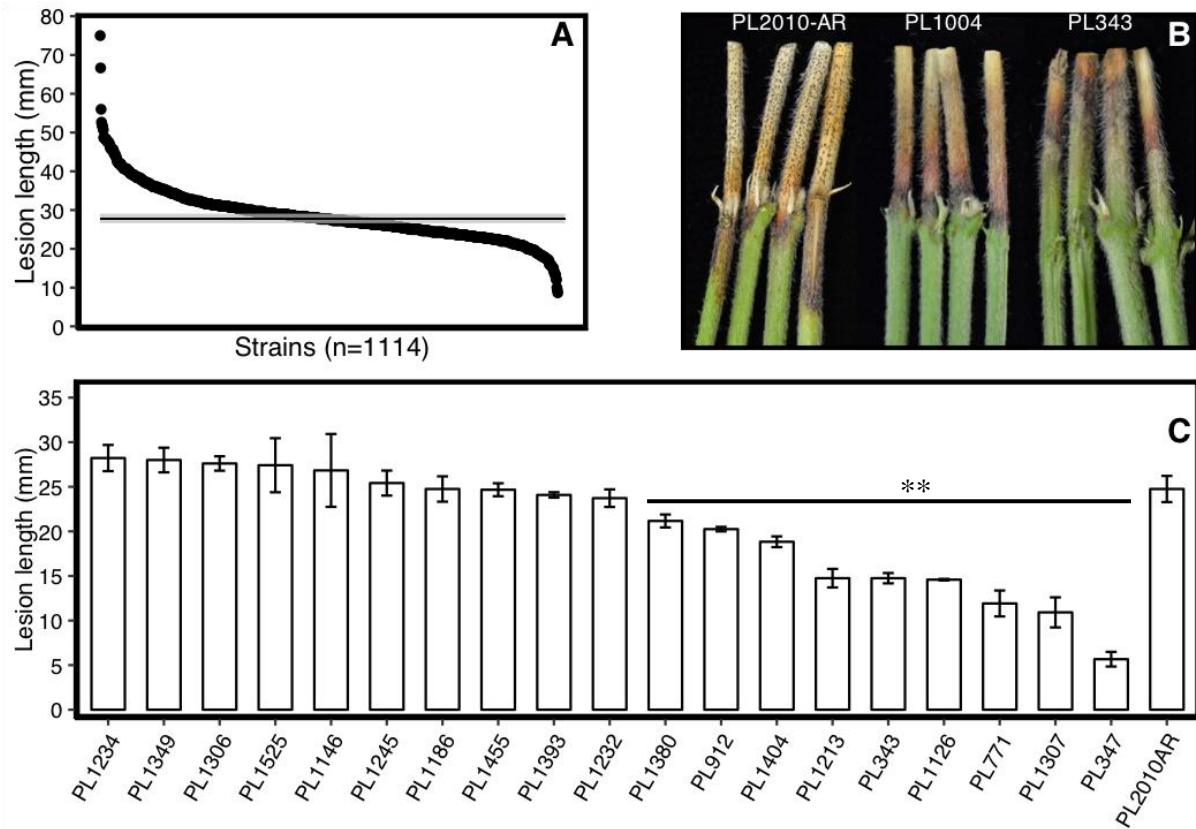 A
80
70
60
50
40
30
20
10
0
Lesion length (mm)
Strains (n=1114)
B
PL2010-AR PL1004 PL343
C
35
30
25
20
15
10
5
0
Lesion length (mm)
**
PL1234
PL1349
PL1306
PL1525
PL1146
PL1245
PL1186
PL1455
PL1393
PL1232
PL1380
PL912
PL1404
PL1213
PL343
PL1126
PL771
PL1307
PL347
PL2010AR